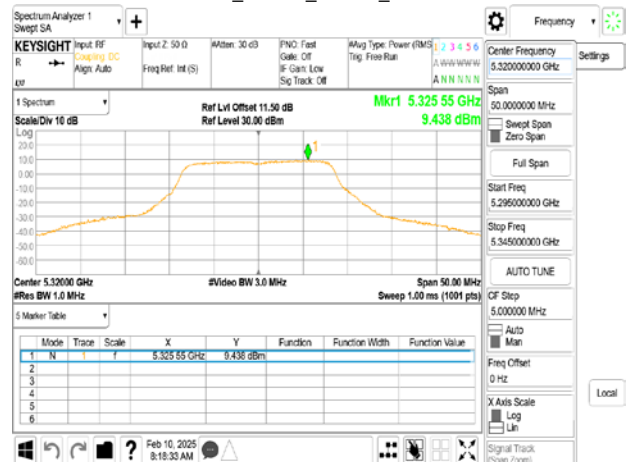 Spectrum Analyzer 1
Swept SA
Frequency
KEYSIGHT
R
Input: RF
Coupling: DC
Align: Auto
Input Z: 50 Ω
Freq Ref: Int (S)
#Atten: 30 dB
PNO: Fast
Gate: Off
IF Gain: Low
Sig Track: Off
#Avg Type: Power (RMS
Trig: Free Run
1 2 3 4 5 6
A W W W W W
A N N N N N
1 Spectrum
Scale/Div 10 dB
Ref Lvl Offset 11.50 dB
Ref Level 30.00 dBm
Mkr1 5.325 55 GHz
9.438 dBm
Log
20.0
10.0
0.00
-10.0
-20.0
-30.0
-40.0
-50.0
-60.0
1
Center 5.32000 GHz
#Res BW 1.0 MHz
#Video BW 3.0 MHz
Span 50.00 MHz
Sweep 1.00 ms (1001 pts)
5 Marker Table
Mode Trace Scale X Y Function Function Width Function Value
1 N 1 f 5.325 55 GHz 9.438 dBm
2
3
4
5
6
Feb 10, 2025
8:18:33 AM
Center Frequency
5.320000000 GHz
Settings
Span
50.0000000 MHz
Swept Span
Zero Span
Full Span
Start Freq
5.295000000 GHz
Stop Freq
5.345000000 GHz
AUTO TUNE
CF Step
5.000000 MHz
Auto
Man
Freq Offset
0 Hz
X Axis Scale
Log
Lin
Local
Signal Track
(Span Zoom)